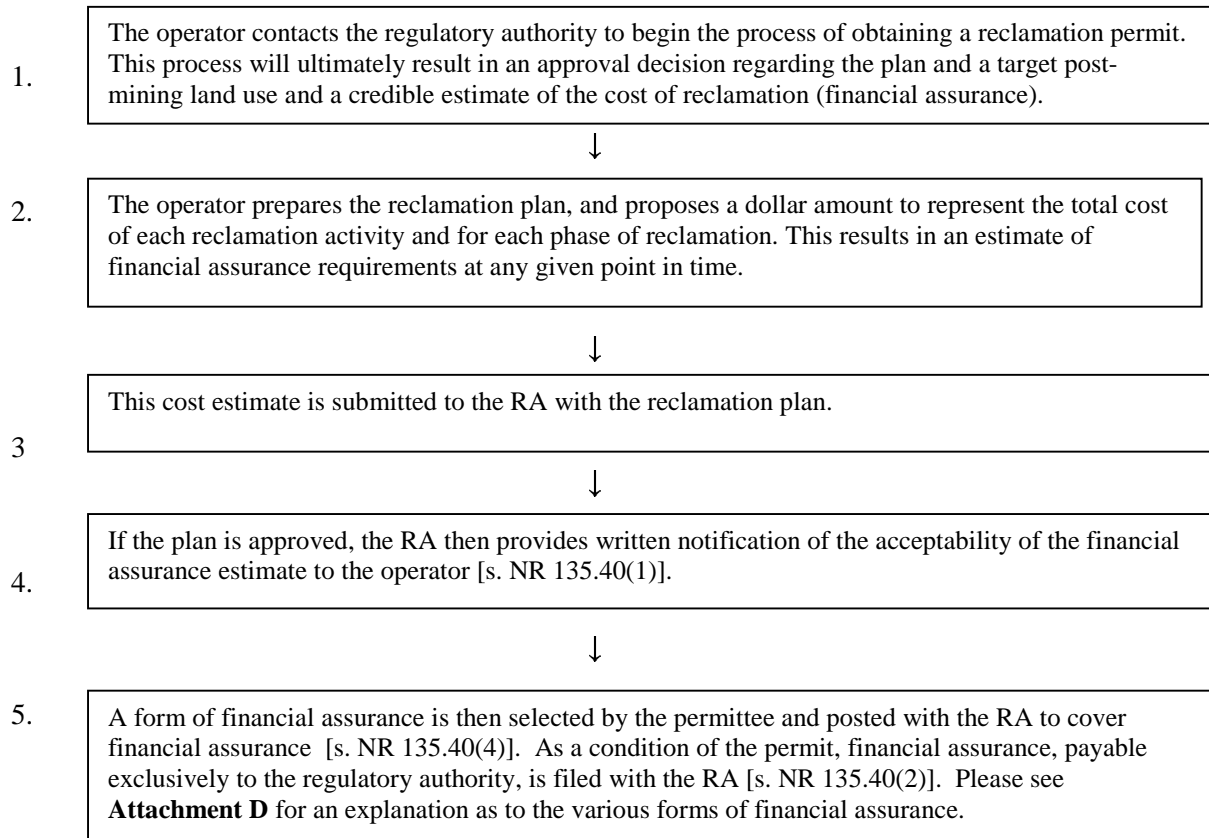 1.
The operator contacts the regulatory authority to begin the process of obtaining a reclamation permit.
This process will ultimately result in an approval decision regarding the plan and a target post-
mining land use and a credible estimate of the cost of reclamation (financial assurance).
↓
2.
The operator prepares the reclamation plan, and proposes a dollar amount to represent the total cost
of each reclamation activity and for each phase of reclamation. This results in an estimate of
financial assurance requirements at any given point in time.
↓
3
This cost estimate is submitted to the RA with the reclamation plan.
↓
4.
If the plan is approved, the RA then provides written notification of the acceptability of the financial
assurance estimate to the operator [s. NR 135.40(1)].
↓
5.
A form of financial assurance is then selected by the permittee and posted with the RA to cover
financial assurance  [s. NR 135.40(4)].  As a condition of the permit, financial assurance, payable
exclusively to the regulatory authority, is filed with the RA [s. NR 135.40(2)].  Please see
Attachment D for an explanation as to the various forms of financial assurance.